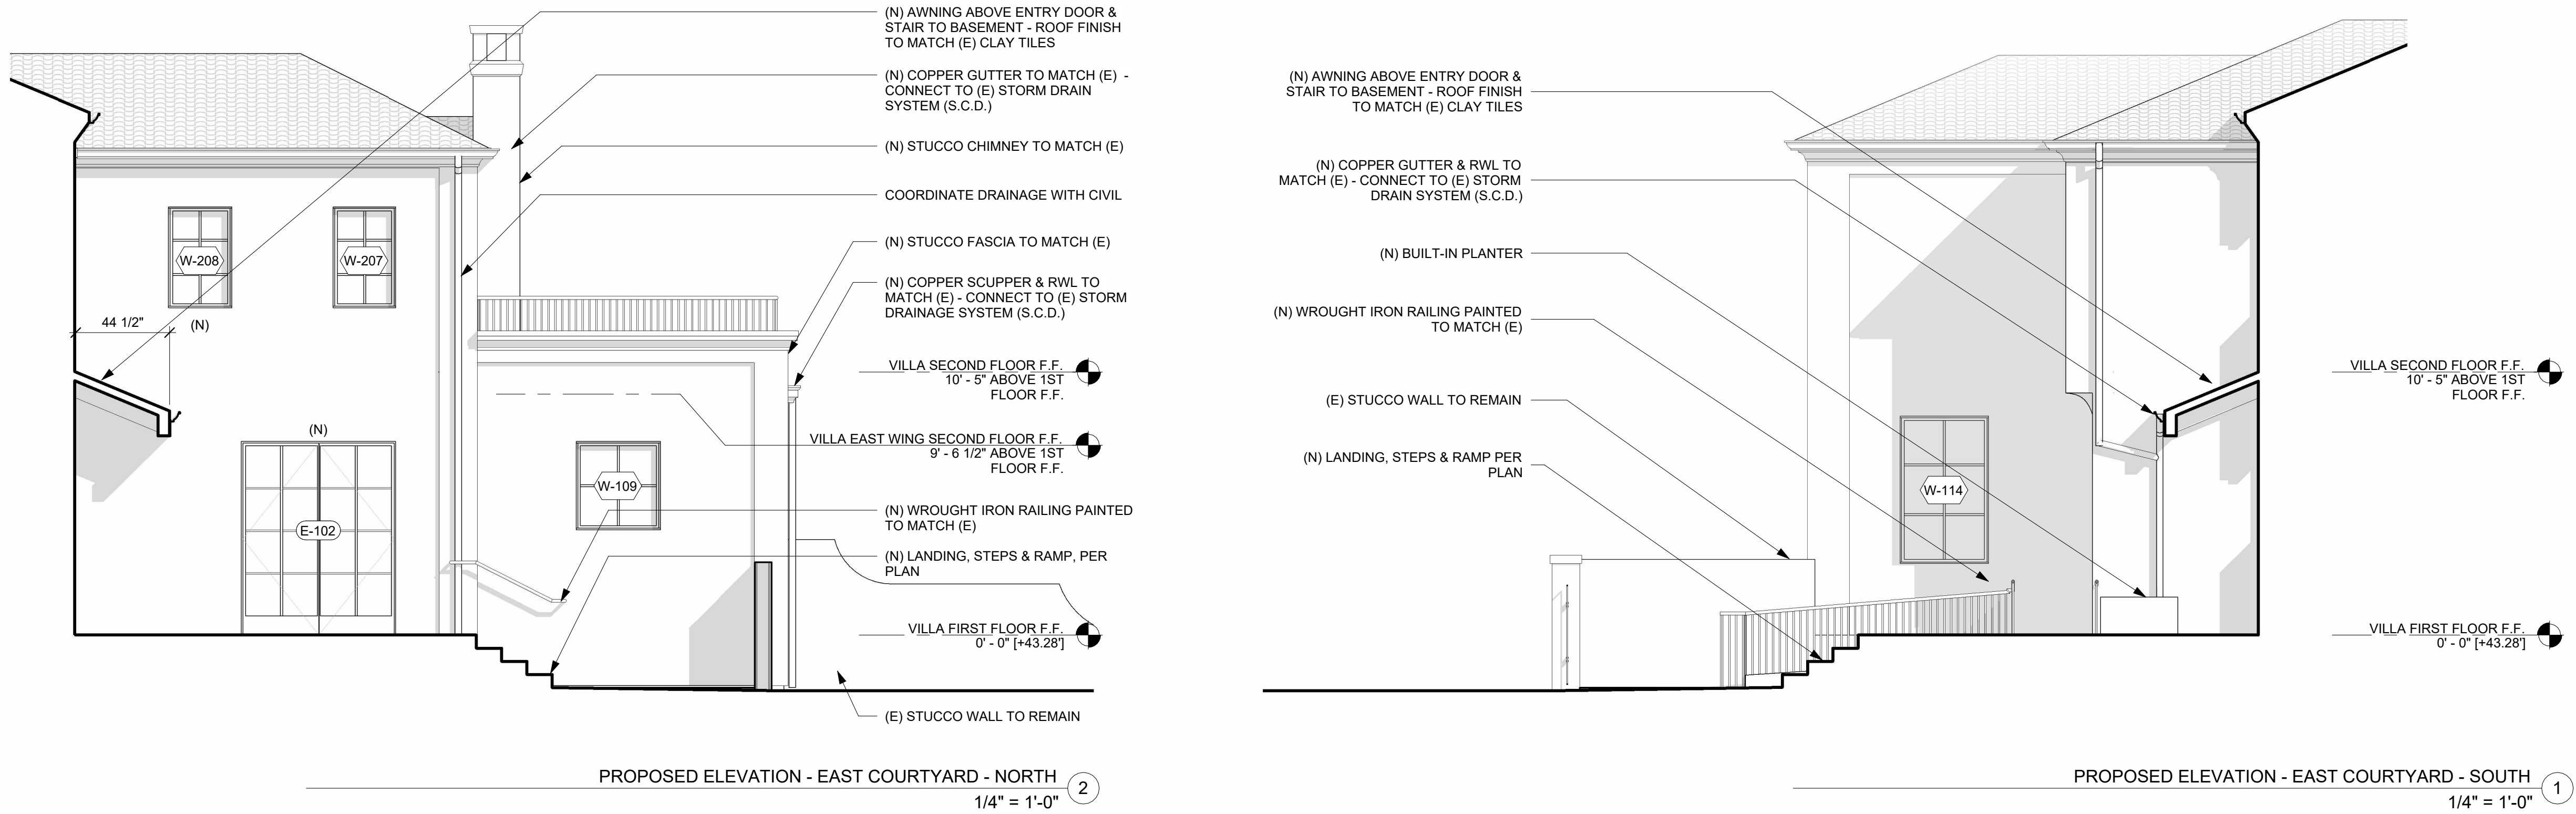 (N) AWNING ABOVE ENTRY DOOR &
STAIR TO BASEMENT - ROOF FINISH
TO MATCH (E) CLAY TILES
(N) COPPER GUTTER TO MATCH (E) -
CONNECT TO (E) STORM DRAIN
SYSTEM (S.C.D.)
(N) STUCCO CHIMNEY TO MATCH (E)
COORDINATE DRAINAGE WITH CIVIL
(N) STUCCO FASCIA TO MATCH (E)
(N) COPPER SCUPPER & RWL TO
MATCH (E) - CONNECT TO (E) STORM
DRAINAGE SYSTEM (S.C.D.)
W-208
W-207
44 1/2"
(N)
VILLA SECOND FLOOR F.F.
10' - 5" ABOVE 1ST
FLOOR F.F.
(N)
VILLA EAST WING SECOND FLOOR F.F.
9' - 6 1/2" ABOVE 1ST
FLOOR F.F.
W-109
E-102
(N) WROUGHT IRON RAILING PAINTED
TO MATCH (E)
(N) LANDING, STEPS & RAMP, PER
PLAN
VILLA FIRST FLOOR F.F.
0' - 0" [+43.28']
(E) STUCCO WALL TO REMAIN
PROPOSED ELEVATION - EAST COURTYARD - NORTH
2
1/4" = 1'-0"
(N) AWNING ABOVE ENTRY DOOR &
STAIR TO BASEMENT - ROOF FINISH
TO MATCH (E) CLAY TILES
(N) COPPER GUTTER & RWL TO
MATCH (E) - CONNECT TO (E) STORM
DRAIN SYSTEM (S.C.D.)
(N) BUILT-IN PLANTER
(N) WROUGHT IRON RAILING PAINTED
TO MATCH (E)
(E) STUCCO WALL TO REMAIN
(N) LANDING, STEPS & RAMP PER
PLAN
W-114
VILLA SECOND FLOOR F.F.
10' - 5" ABOVE 1ST
FLOOR F.F.
VILLA FIRST FLOOR F.F.
0' - 0" [+43.28']
PROPOSED ELEVATION - EAST COURTYARD - SOUTH
1
1/4" = 1'-0"